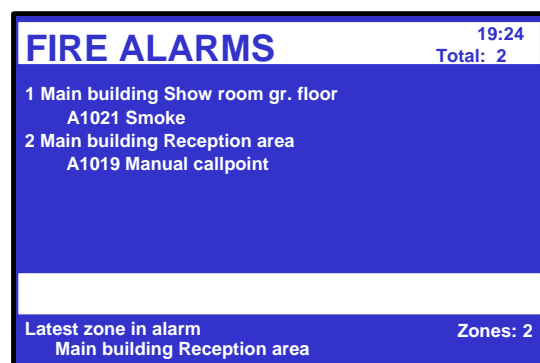 FIRE ALARMS 19:24
Total: 2
1 Main building Show room gr. floor
A1021 Smoke
2 Main building Reception area
A1019 Manual callpoint
Latest zone in alarm Zones: 2
Main building Reception area